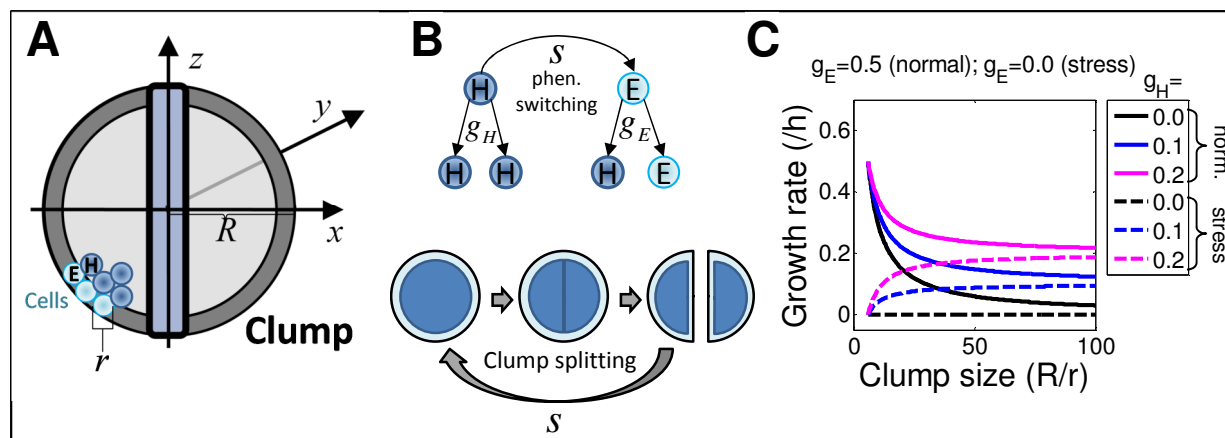 A
z
y
x
R
E
H
Cells
r
Clump
B
s
H
phen.
switching
E
g_H
g_E
H
H
H
E
Clump splitting
s
C
g_E=0.5 (normal); g_E=0.0 (stress)
g_H=
0.0
0.1
0.2
norm.
0.0
0.1
0.2
stress
Growth rate (/h)
0.6
0.4
0.2
0
0
50
100
Clump size (R/r)